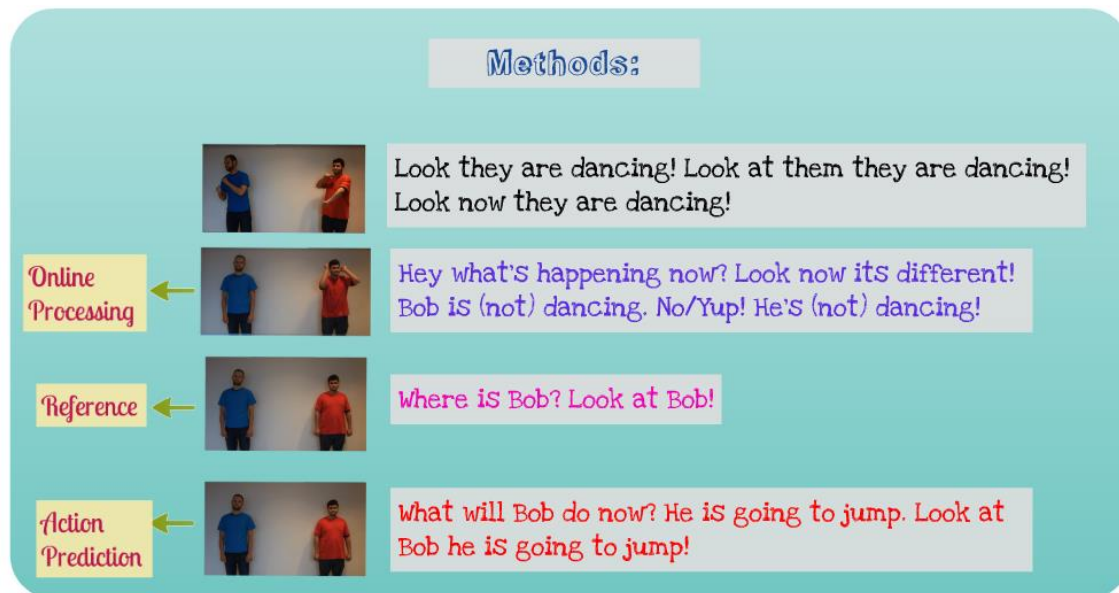 Methods:
Look they are dancing! Look at them they are dancing!
Look now they are dancing!
Online
Processing
Hey what's happening now? Look now its different!
Bob is (not) dancing. No/Yup! He's (not) dancing!
Reference
Where is Bob? Look at Bob!
Action
Prediction
What will Bob do now? He is going to jump. Look at
Bob he is going to jump!